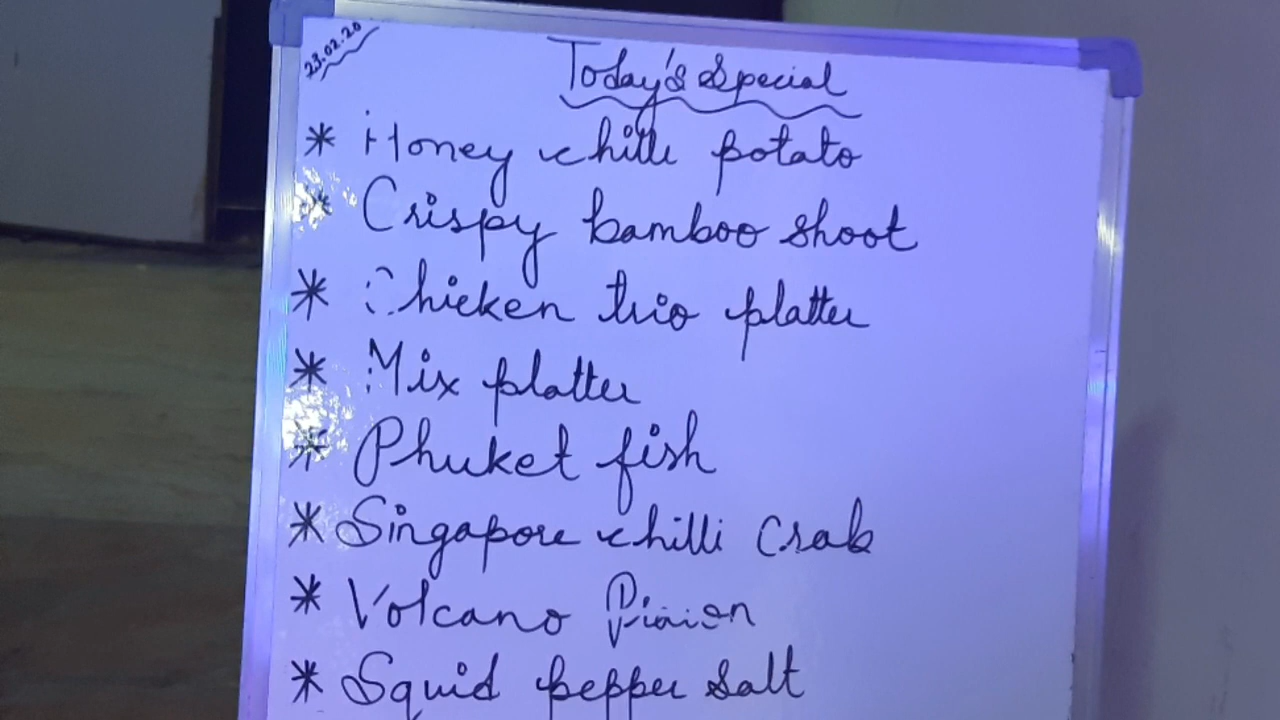 23.02.20
Today's Special
* Honey chilli potato
* Crispy bamboo shoot
* Chicken trio platter
* Mix platter
* Phuket fish
* Singapore chilli Crab
* Volcano
* Squid pepper salt